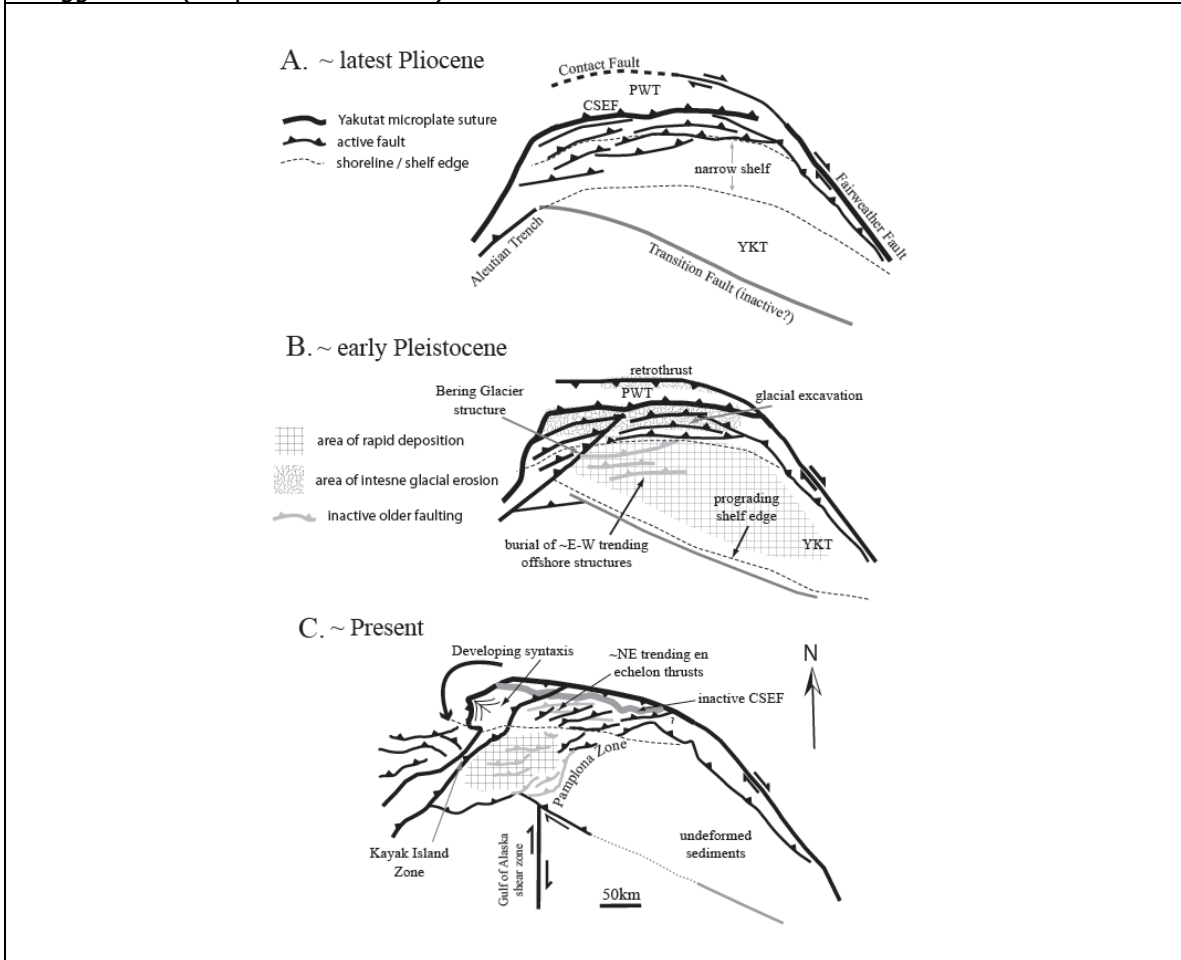 A. ~ latest Pliocene
Yakutat microplate suture
active fault
shoreline / shelf edge
Contact Fault
PWT
CSEF
narrow shelf
Fairweather Fault
Aleutian Trench
YKT
Transition Fault (inactive?)
B. ~ early Pleistocene
retrothrust
PWT
Bering Glacier
structure
glacial excavation
area of rapid deposition
area of intesne glacial erosion
inactive older faulting
prograding
shelf edge
burial of ~E-W trending
offshore structures
YKT
C. ~ Present
Developing syntaxis
~NE trending en
echelon thrusts
N
inactive CSEF
?
Pamplona Zone
Kayak Island
Zone
Gulf of Alaska
shear zone
undeformed
sediments
50km